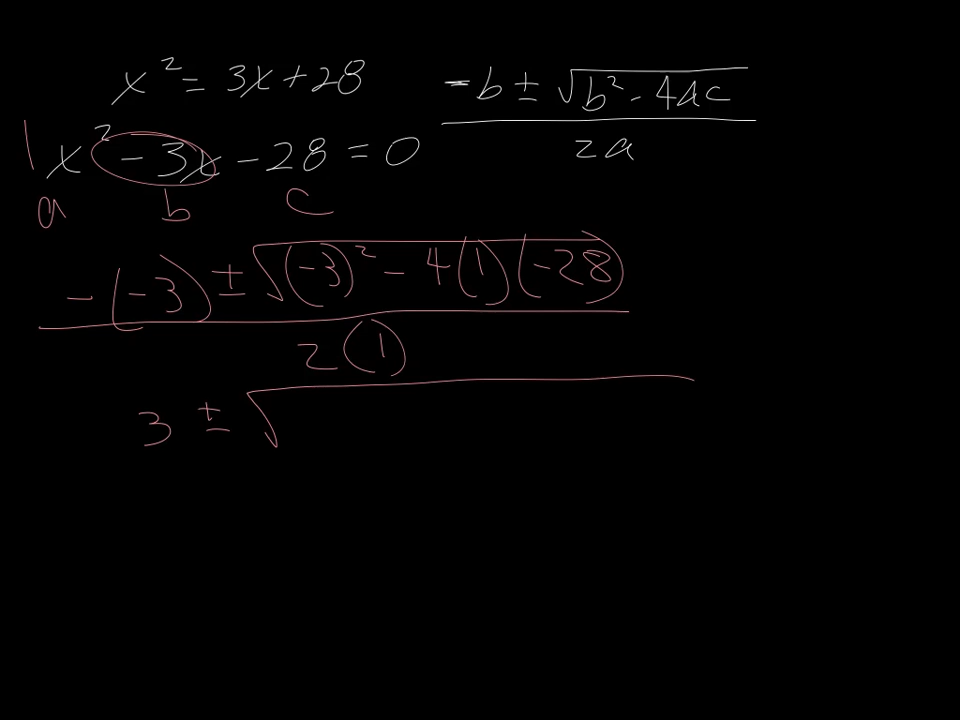 x² = 3x + 28
-b ± √(b² - 4ac)
2a
1x² - 3x - 28 = 0
a b c
-(-3) ± √((-3)² - 4(1)(-28))
2(1)
3 ± √